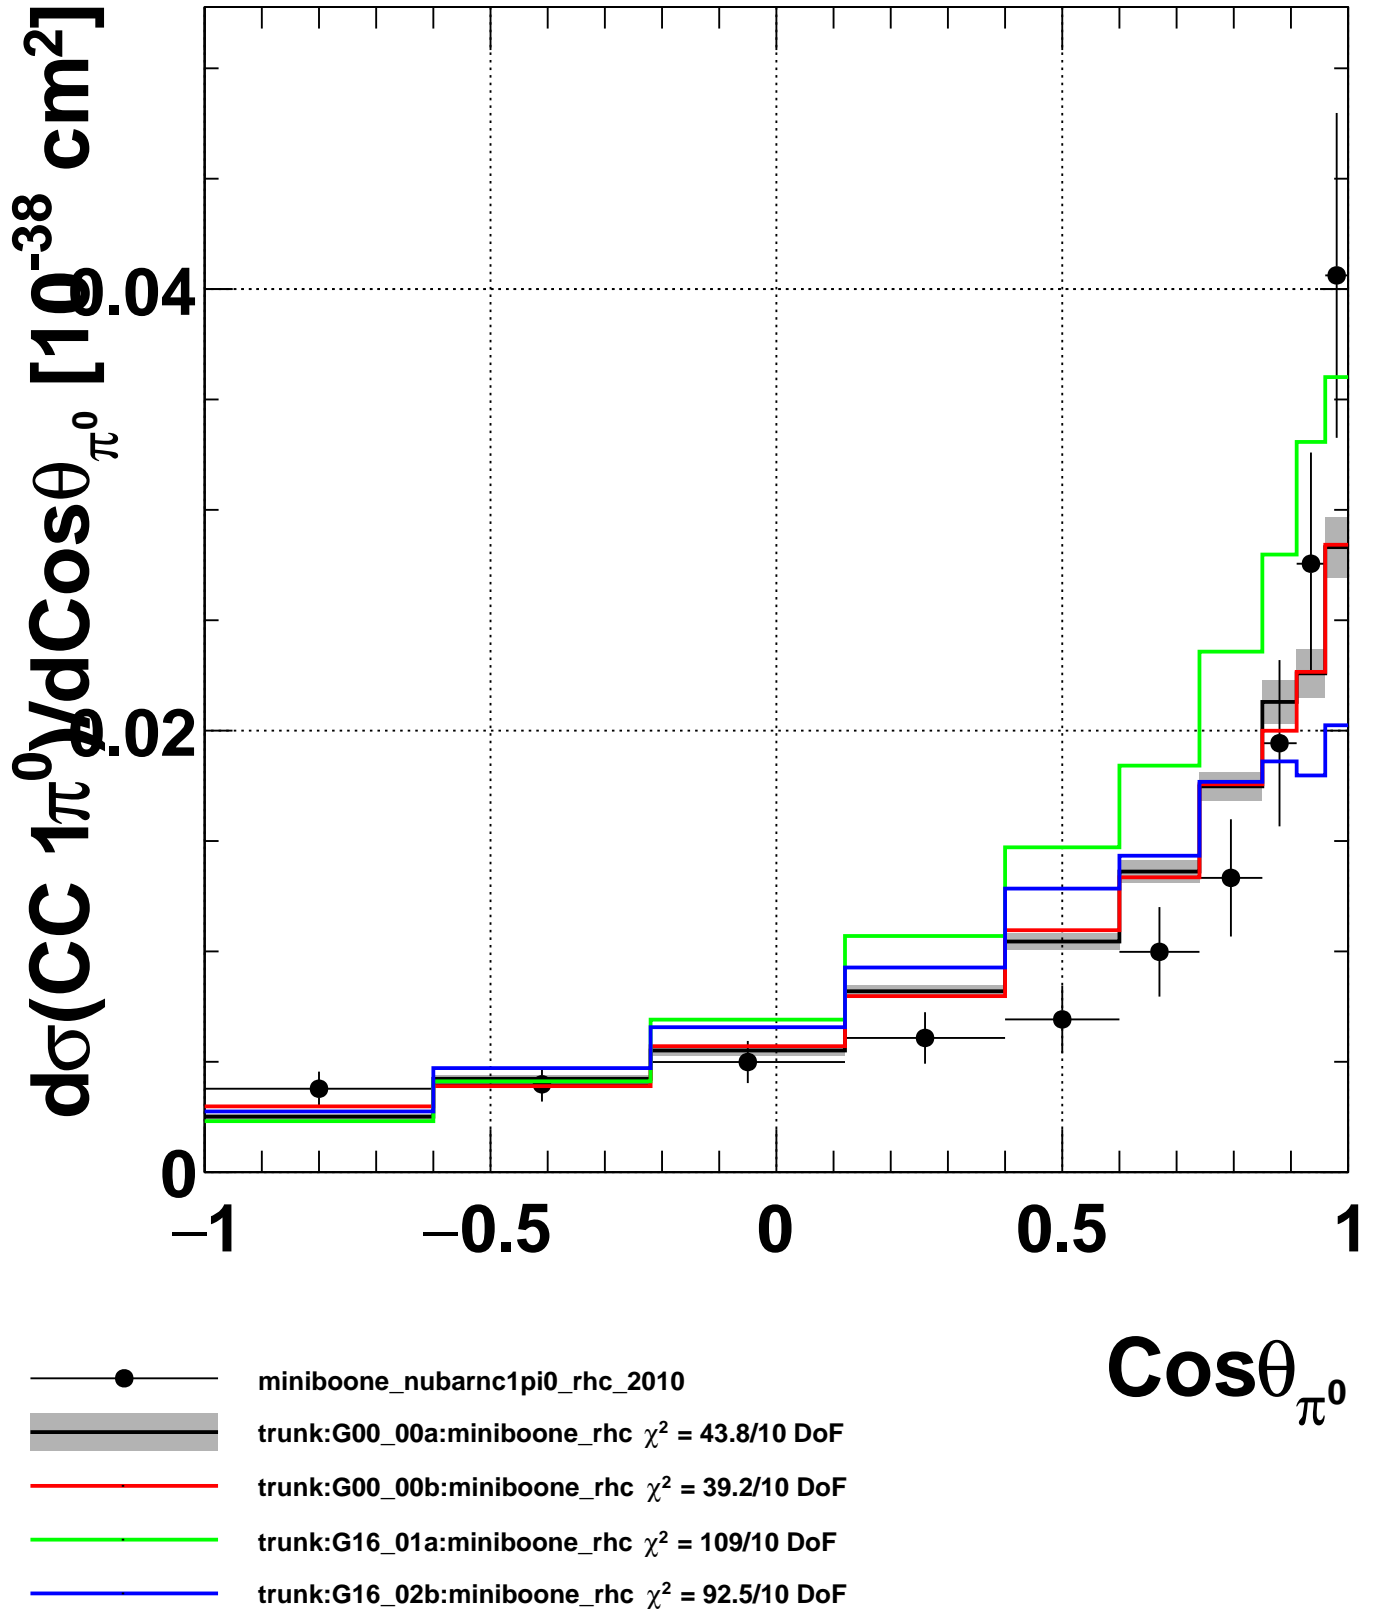 dσ(CC 1π⁰)/dCosθ_π⁰ [10⁻³⁸ cm²]
0.04
0.02
0
−1 −0.5 0 0.5 1
Cosθ_π⁰
miniboone_nubarnc1pi0_rhc_2010
trunk:G00_00a:miniboone_rhc χ² = 43.8/10 DoF
trunk:G00_00b:miniboone_rhc χ² = 39.2/10 DoF
trunk:G16_01a:miniboone_rhc χ² = 109/10 DoF
trunk:G16_02b:miniboone_rhc χ² = 92.5/10 DoF